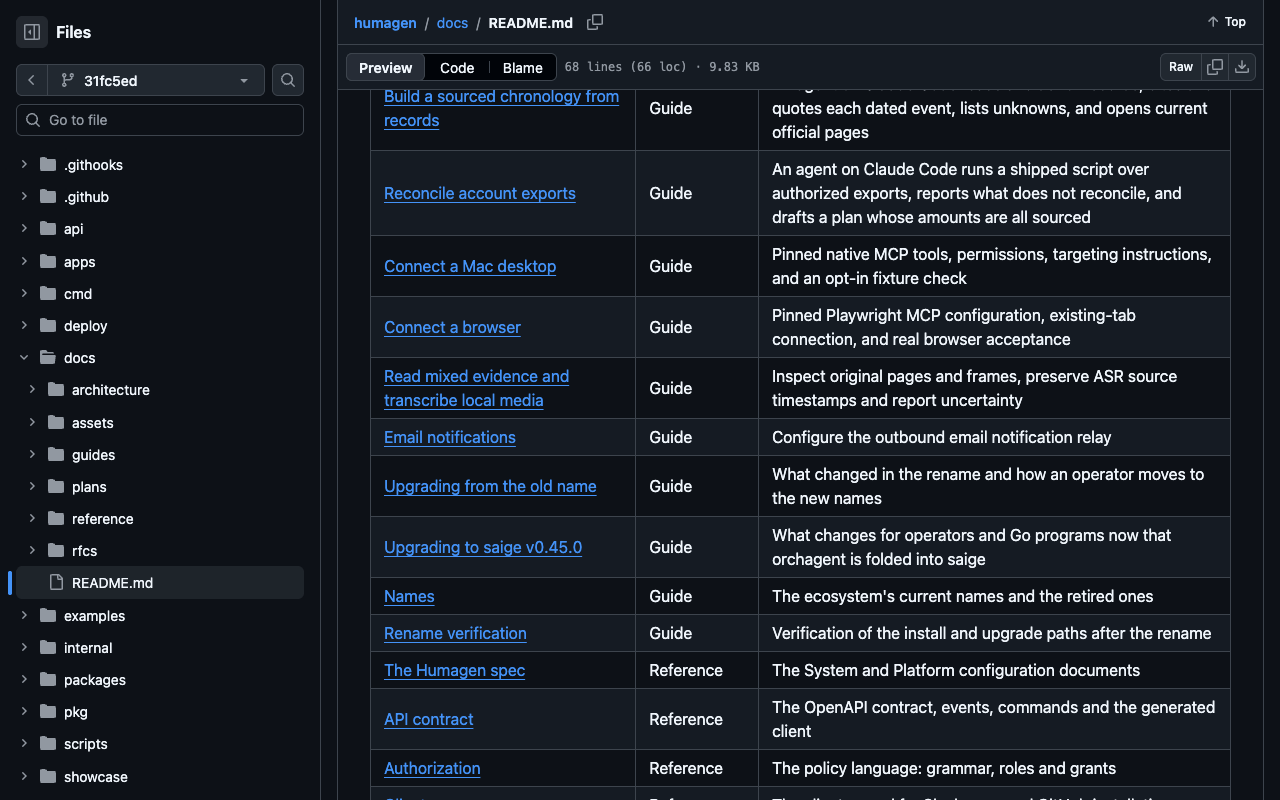 Files
31fc5ed
Go to file
.githooks
.github
api
apps
cmd
deploy
docs
architecture
assets
guides
plans
reference
rfcs
README.md
examples
internal
packages
pkg
scripts
showcase
humagen / docs / README.md
Top
Preview Code Blame 68 lines (66 loc) · 9.83 KB Raw
Build a sourced chronology from
records
Guide
quotes each dated event, lists unknowns, and opens current
official pages
Reconcile account exports
Guide
An agent on Claude Code runs a shipped script over
authorized exports, reports what does not reconcile, and
drafts a plan whose amounts are all sourced
Connect a Mac desktop
Guide
Pinned native MCP tools, permissions, targeting instructions,
and an opt-in fixture check
Connect a browser
Guide
Pinned Playwright MCP configuration, existing-tab
connection, and real browser acceptance
Read mixed evidence and
transcribe local media
Guide
Inspect original pages and frames, preserve ASR source
timestamps and report uncertainty
Email notifications
Guide
Configure the outbound email notification relay
Upgrading from the old name
Guide
What changed in the rename and how an operator moves to
the new names
Upgrading to saige v0.45.0
Guide
What changes for operators and Go programs now that
orchagent is folded into saige
Names
Guide
The ecosystem's current names and the retired ones
Rename verification
Guide
Verification of the install and upgrade paths after the rename
The Humagen spec
Reference
The System and Platform configuration documents
API contract
Reference
The OpenAPI contract, events, commands and the generated
client
Authorization
Reference
The policy language: grammar, roles and grants